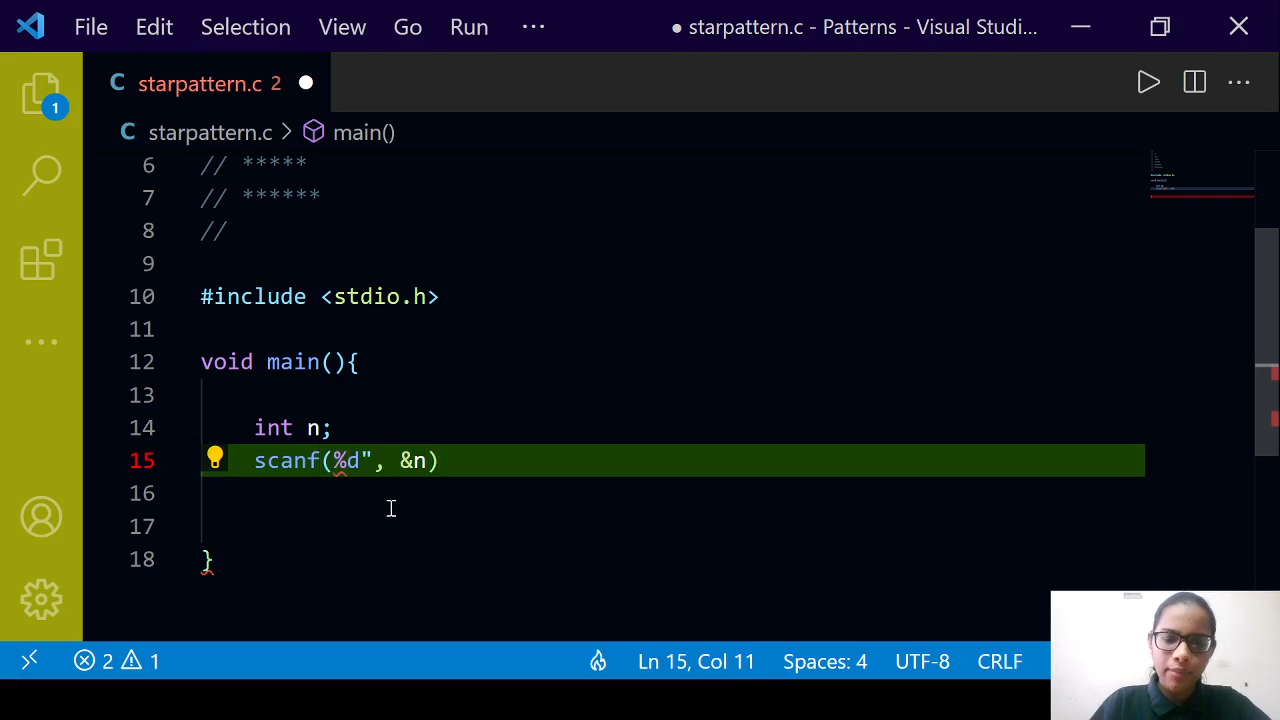 File Edit Selection View Go Run ··· ● starpattern.c - Patterns - Visual Studi...
C starpattern.c 2 ●
C starpattern.c > main()
1
6 // *****
7 // ******
8 //
9
10 #include <stdio.h>
11
12 void main(){
13
14 int n;
15 scanf(%d", &n)
16
17
18 }
2 1 Ln 15, Col 11 Spaces: 4 UTF-8 CRLF